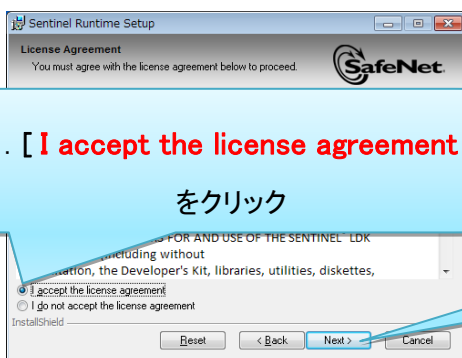 Sentinel Runtime Setup
License Agreement
You must agree with the license agreement below to proceed.
SafeNet.
. [ I accept the license agreement
をクリック
FOR AND USE OF THE SENTINEL® LDK
including without
the Developer's Kit, libraries, utilities, diskettes,
I accept the license agreement
I do not accept the license agreement
InstallShield
Reset
< Back
Next >
Cancel